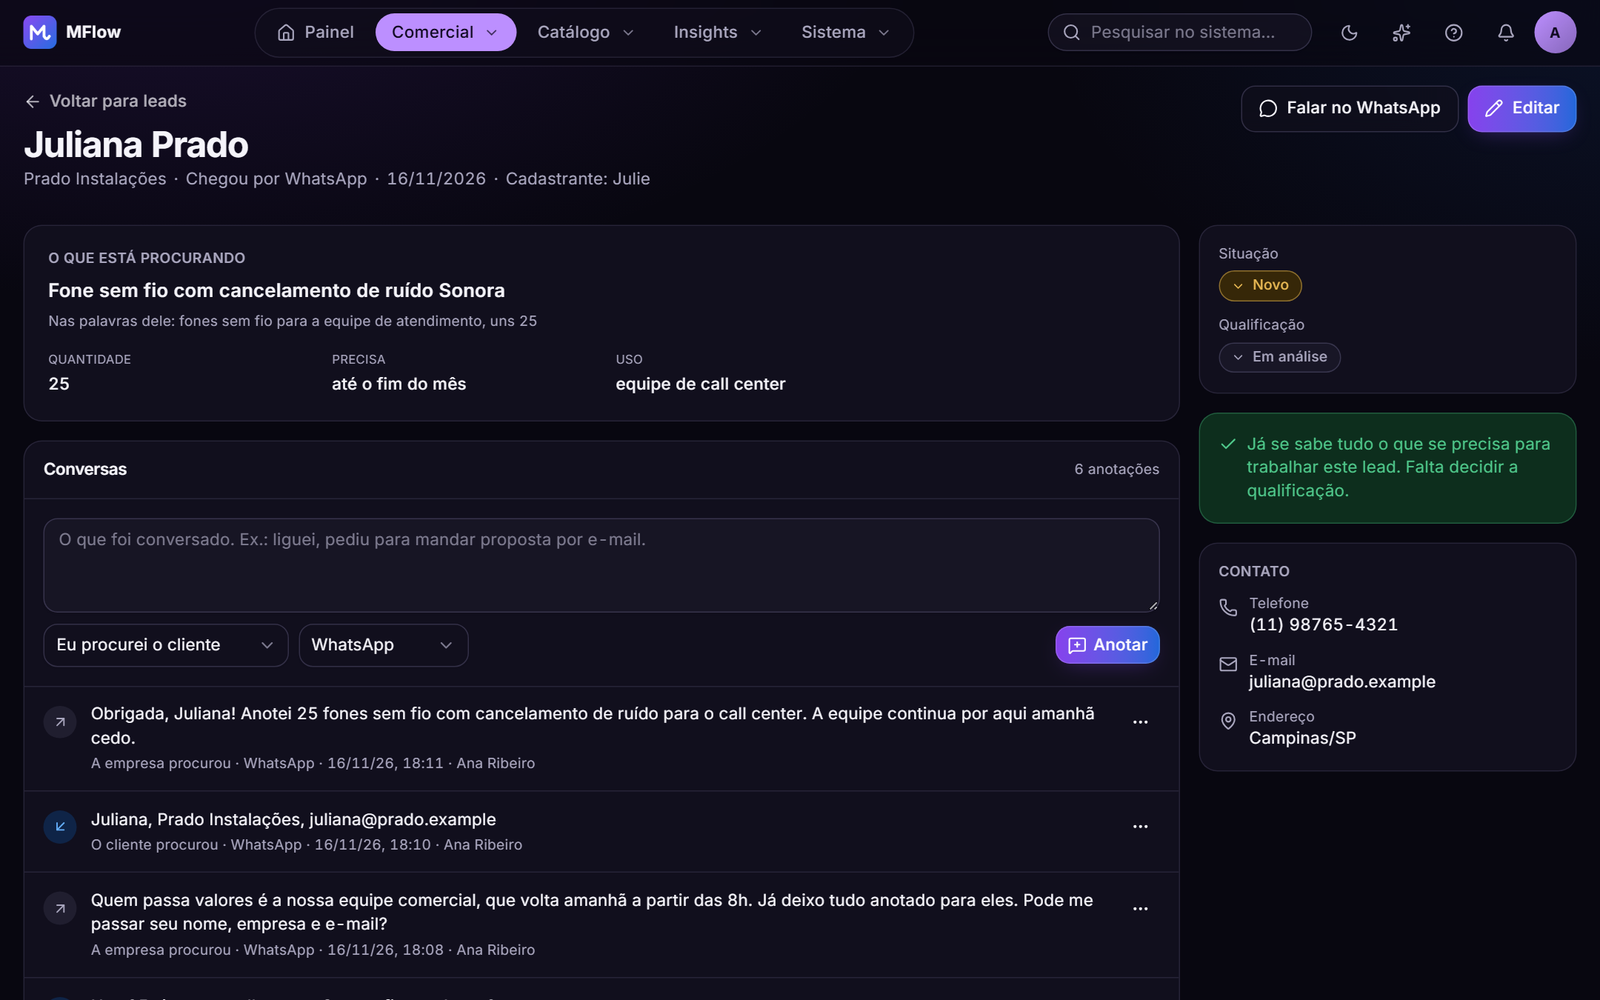 MFlow
Painel
Comercial
Catálogo
Insights
Sistema
Pesquisar no sistema...
A
Voltar para leads
Falar no WhatsApp
Editar
Juliana Prado
Prado Instalações · Chegou por WhatsApp · 16/11/2026 · Cadastrante: Julie
O QUE ESTÁ PROCURANDO
Fone sem fio com cancelamento de ruído Sonora
Nas palavras dele: fones sem fio para a equipe de atendimento, uns 25
QUANTIDADE
25
PRECISA
até o fim do mês
USO
equipe de call center
Situação
Novo
Qualificação
Em análise
Já se sabe tudo o que se precisa para
trabalhar este lead. Falta decidir a
qualificação.
CONTATO
Telefone
(11) 98765-4321
E-mail
juliana@prado.example
Endereço
Campinas/SP
Conversas
6 anotações
O que foi conversado. Ex.: liguei, pediu para mandar proposta por e-mail.
Eu procurei o cliente
WhatsApp
Anotar
Obrigada, Juliana! Anotei 25 fones sem fio com cancelamento de ruído para o call center. A equipe continua por aqui amanhã
cedo.
A empresa procurou · WhatsApp · 16/11/26, 18:11 · Ana Ribeiro
Juliana, Prado Instalações, juliana@prado.example
O cliente procurou · WhatsApp · 16/11/26, 18:10 · Ana Ribeiro
Quem passa valores é a nossa equipe comercial, que volta amanhã a partir das 8h. Já deixo tudo anotado para eles. Pode me
passar seu nome, empresa e e-mail?
A empresa procurou · WhatsApp · 16/11/26, 18:08 · Ana Ribeiro